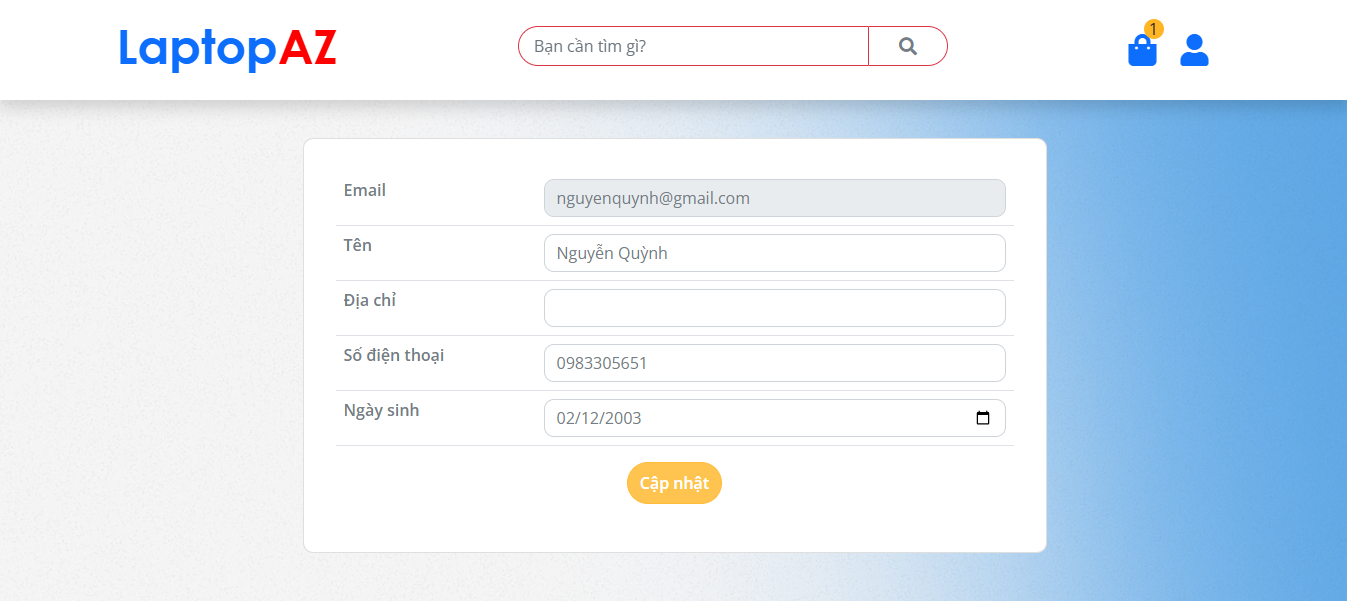 LaptopAZ
Bạn cần tìm gì?
1
Email
nguyenquynh@gmail.com
Tên
Nguyễn Quỳnh
Địa chỉ
Số điện thoại
0983305651
Ngày sinh
02/12/2003
Cập nhật